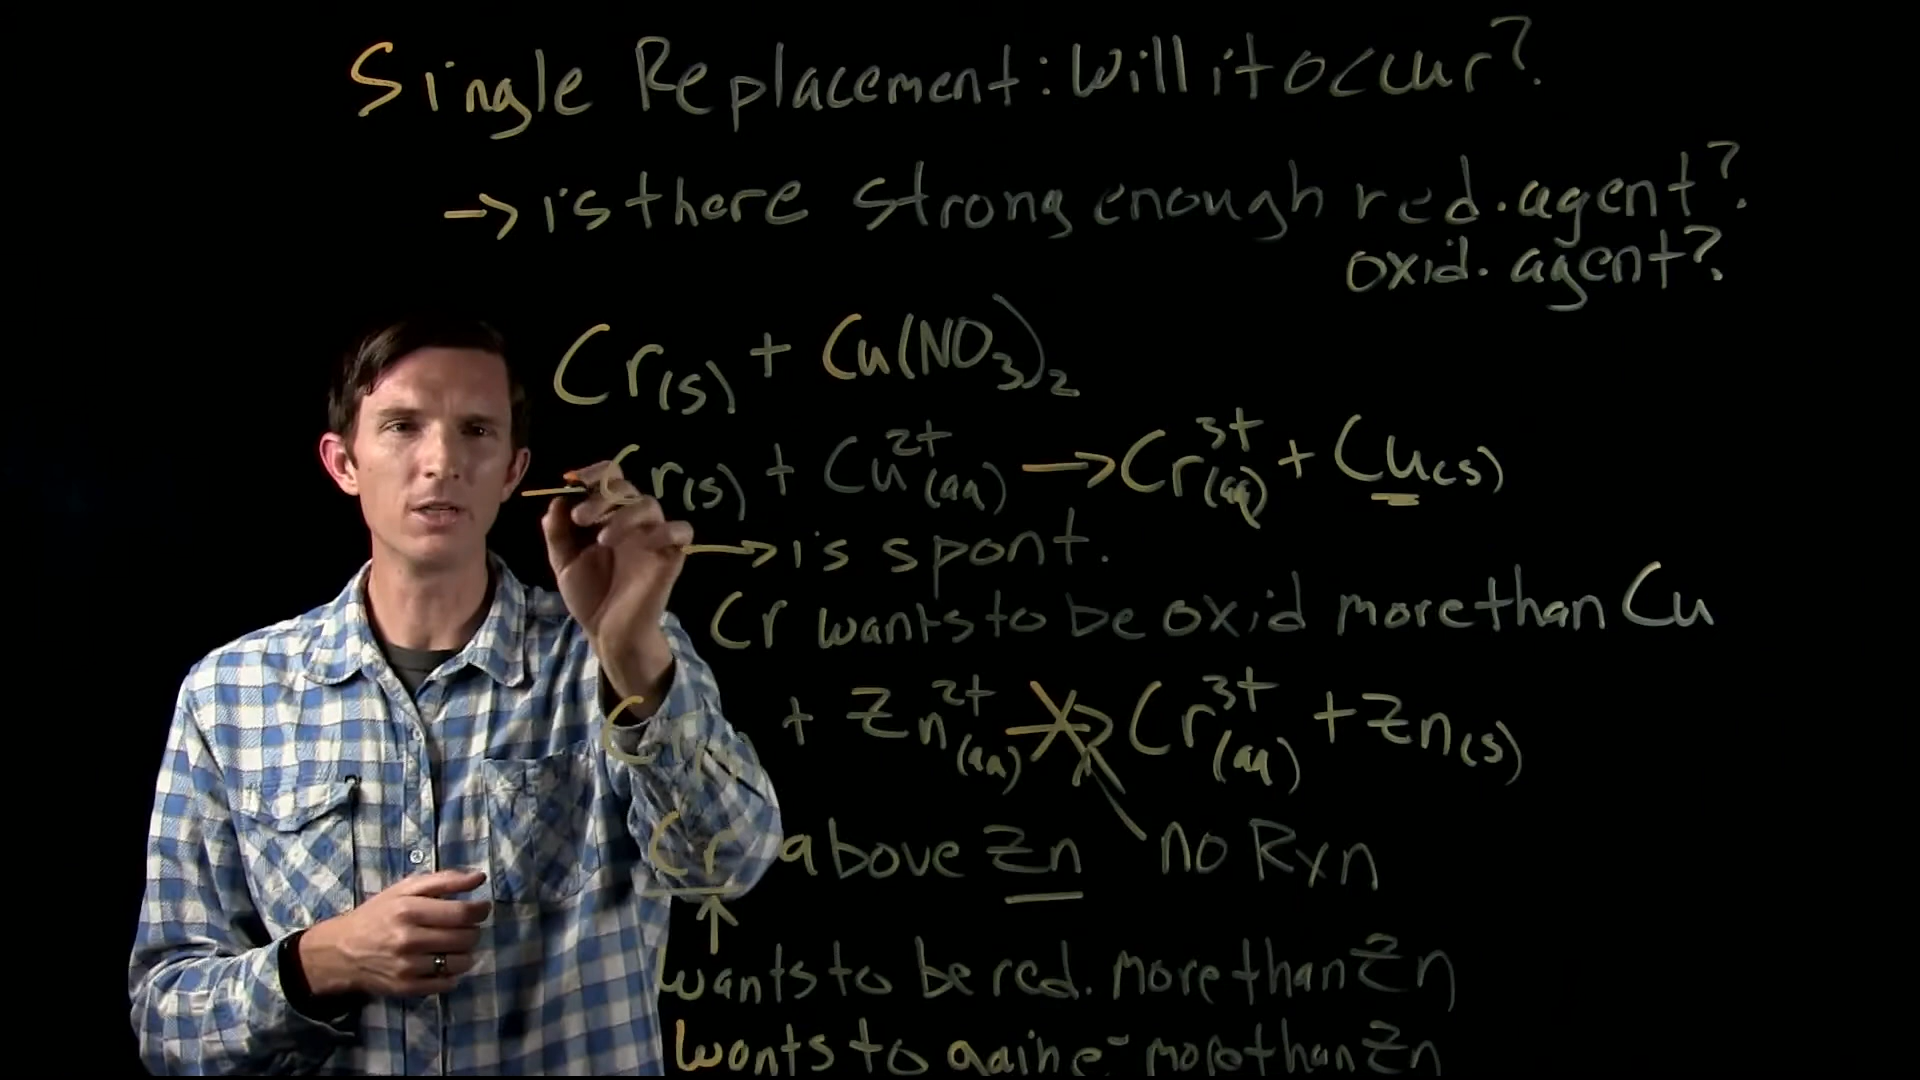 Single Replacement: Will it occur?
→ is there strong enough red. agent?
oxid. agent?
Cr(s) + Cu(NO3)2
Cr(s) + Cu2+(aq) → Cr3+(aq) + Cu(s)
→ is spont.
Cr wants to be oxid more than Cu
+ Zn2+(aq) → Cr3+(aq) + Zn(s)
Cr above Zn no Rxn
wants to be red. more than Zn
wants to gain e- more than Zn